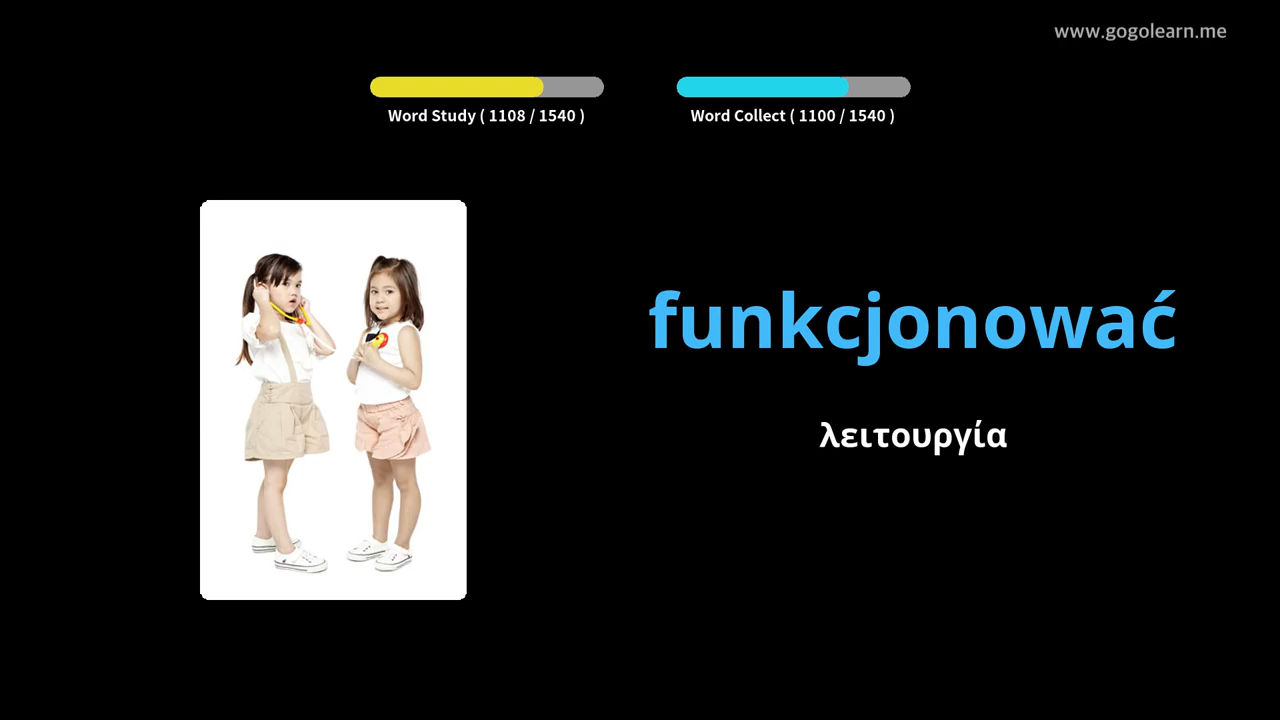 www.gogolearn.me
Word Study ( 1108 / 1540 )
Word Collect ( 1100 / 1540 )
funkcjonować
λειτουργία